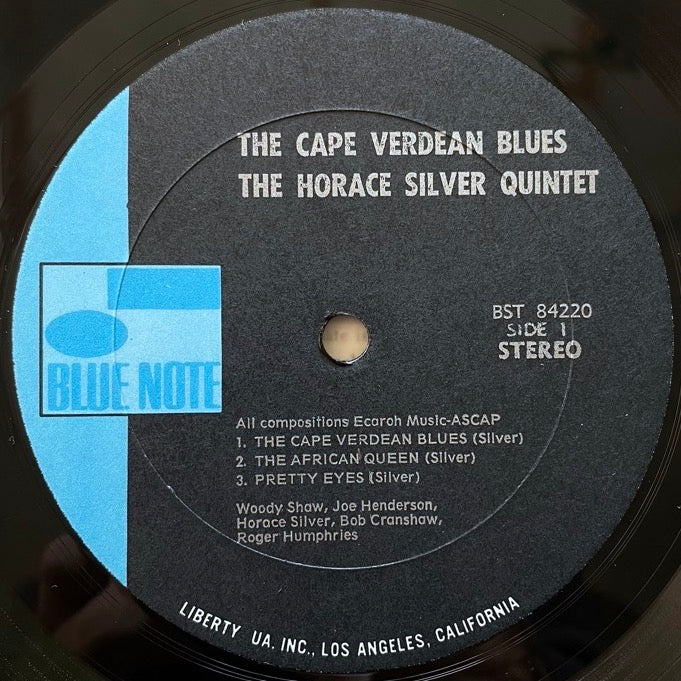 THE CAPE VERDEAN BLUES
THE HORACE SILVER QUINTET
BST 84220
SIDE 1
STEREO
BLUE NOTE
All compositions Ecaroh Music-ASCAP
1. THE CAPE VERDEAN BLUES (Silver)
2. THE AFRICAN QUEEN (Silver)
3. PRETTY EYES (Silver)
Woody Shaw, Joe Henderson,
Horace Silver, Bob Cranshaw,
Roger Humphries
LIBERTY UA. INC., LOS ANGELES, CALIFORNIA